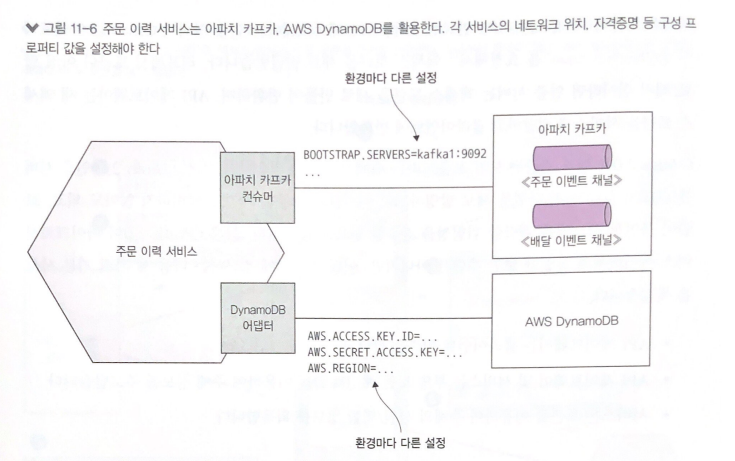 그림 11-6 주문 이력 서비스는 아파치 카프카, AWS DynamoDB를 활용한다. 각 서비스의 네트워크 위치, 자격증명 등 구성 프
로퍼티 값을 설정해야 한다
환경마다 다른 설정
아파치 카프카
BOOTSTRAP.SERVERS=kafka1:9092
...
아파치 카프카
컨슈머
《주문 이벤트 채널》
《배달 이벤트 채널》
주문 이력 서비스
DynamoDB
어댑터
AWS DynamoDB
AWS.ACCESS.KEY.ID=...
AWS.SECRET.ACCESS.KEY=...
AWS.REGION=...
환경마다 다른 설정